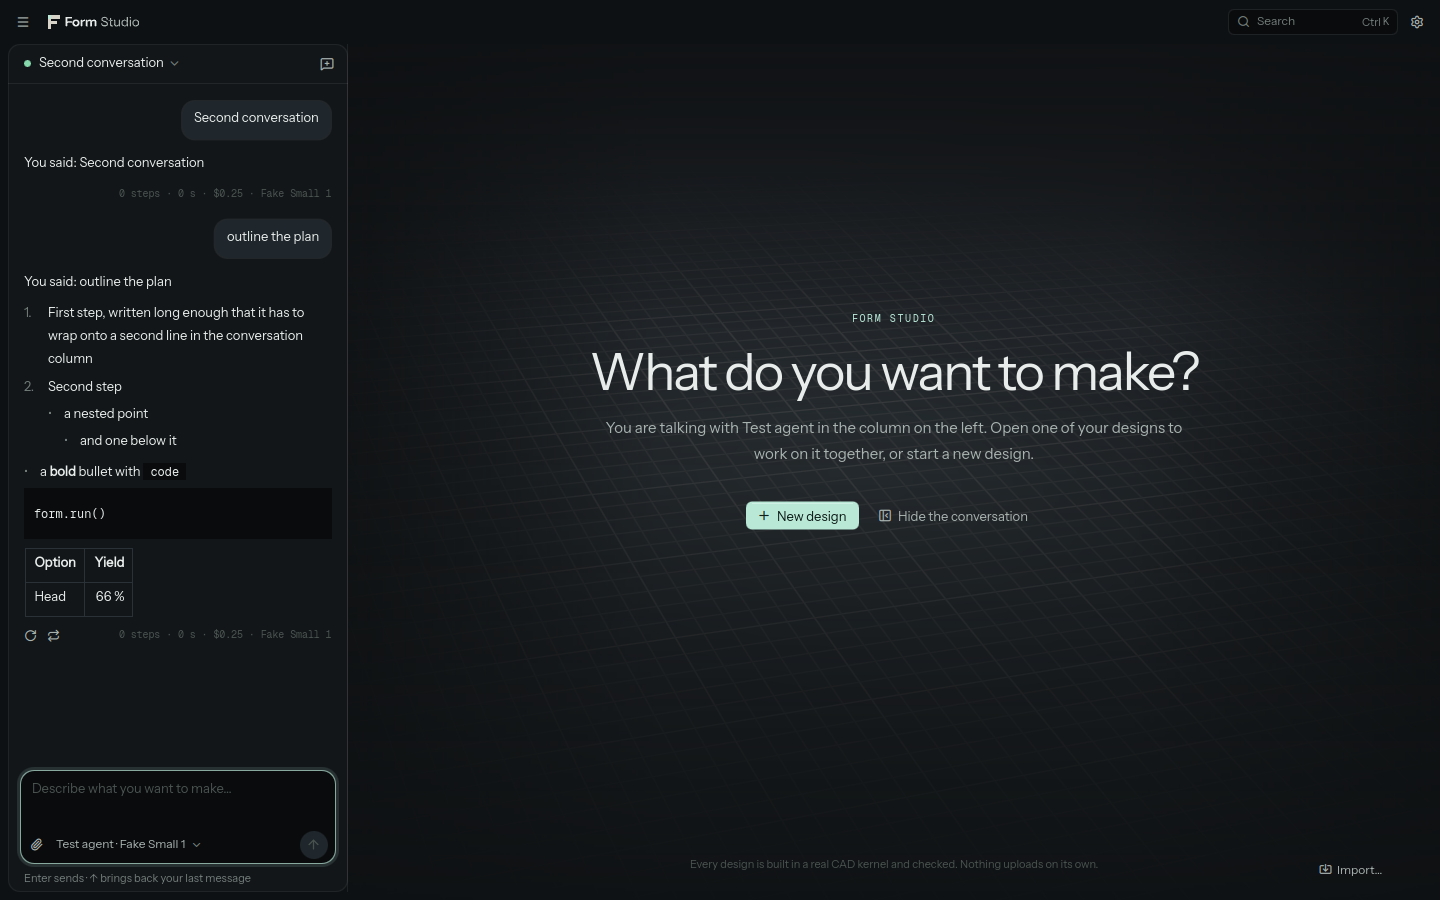 Form Studio
Search Ctrl K
Second conversation
Second conversation
You said: Second conversation
0 steps · 0 s · $0.25 · Fake Small 1
outline the plan
You said: outline the plan
1. First step, written long enough that it has to
wrap onto a second line in the conversation
column
2. Second step
· a nested point
· and one below it
· a bold bullet with code
form.run()
Option Yield
Head 66 %
0 steps · 0 s · $0.25 · Fake Small 1
Describe what you want to make...
Test agent · Fake Small 1
Enter sends · ↑ brings back your last message
FORM STUDIO
What do you want to make?
You are talking with Test agent in the column on the left. Open one of your designs to
work on it together, or start a new design.
New design
Hide the conversation
Every design is built in a real CAD kernel and checked. Nothing uploads on its own.
Import...